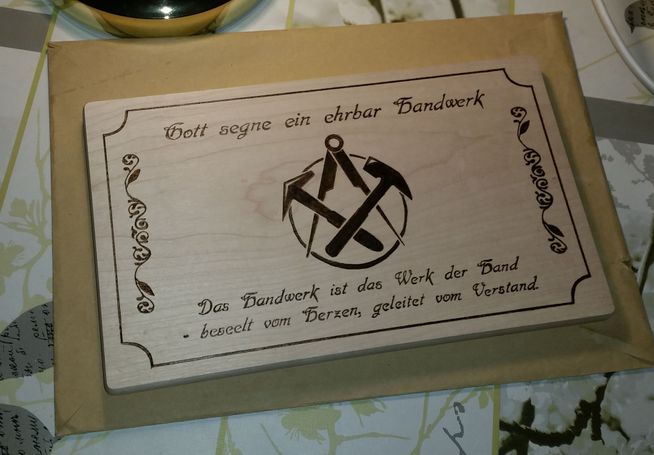 Gott segne ein ehrbar Handwerk
Das Handwerk ist das Werk der Hand
- beseelt vom Herzen, geleitet vom Verstand.